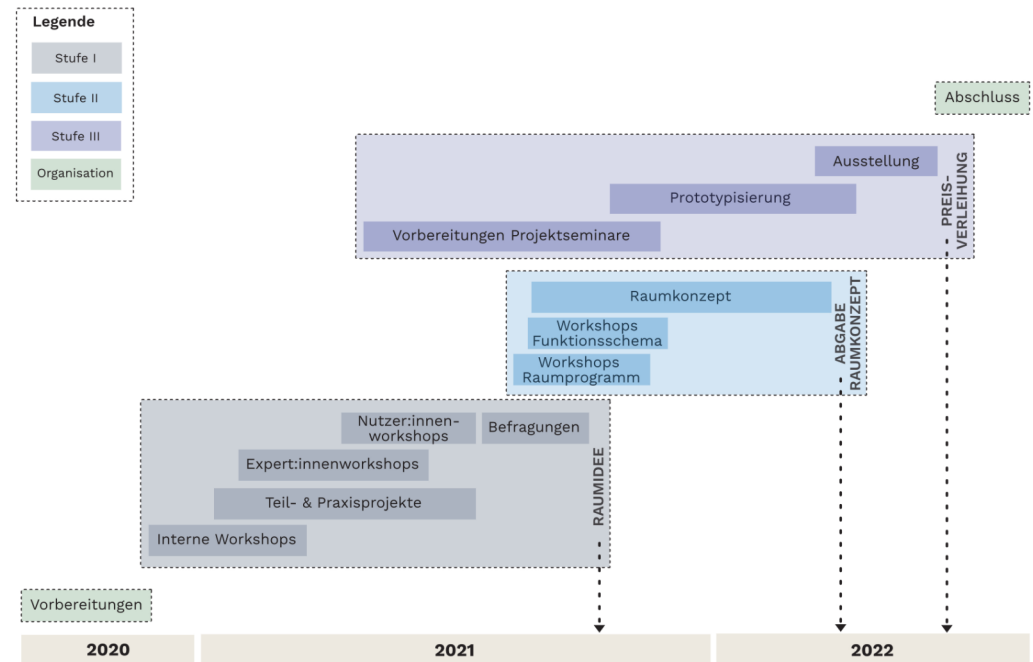 Legende
Stufe I
Stufe II
Stufe III
Organisation
Abschluss
Ausstellung
Prototypisierung
Vorbereitungen Projektseminare
PREIS-
VERLEIHUNG
Raumkonzept
Workshops
Funktionsschema
Workshops
Raumprogramm
ABGABE
RAUMKONZEPT
Nutzer:innen-
workshops
Befragungen
Expert:innenworkshops
Teil- & Praxisprojekte
Interne Workshops
RAUMIDEE
Vorbereitungen
2020
2021
2022